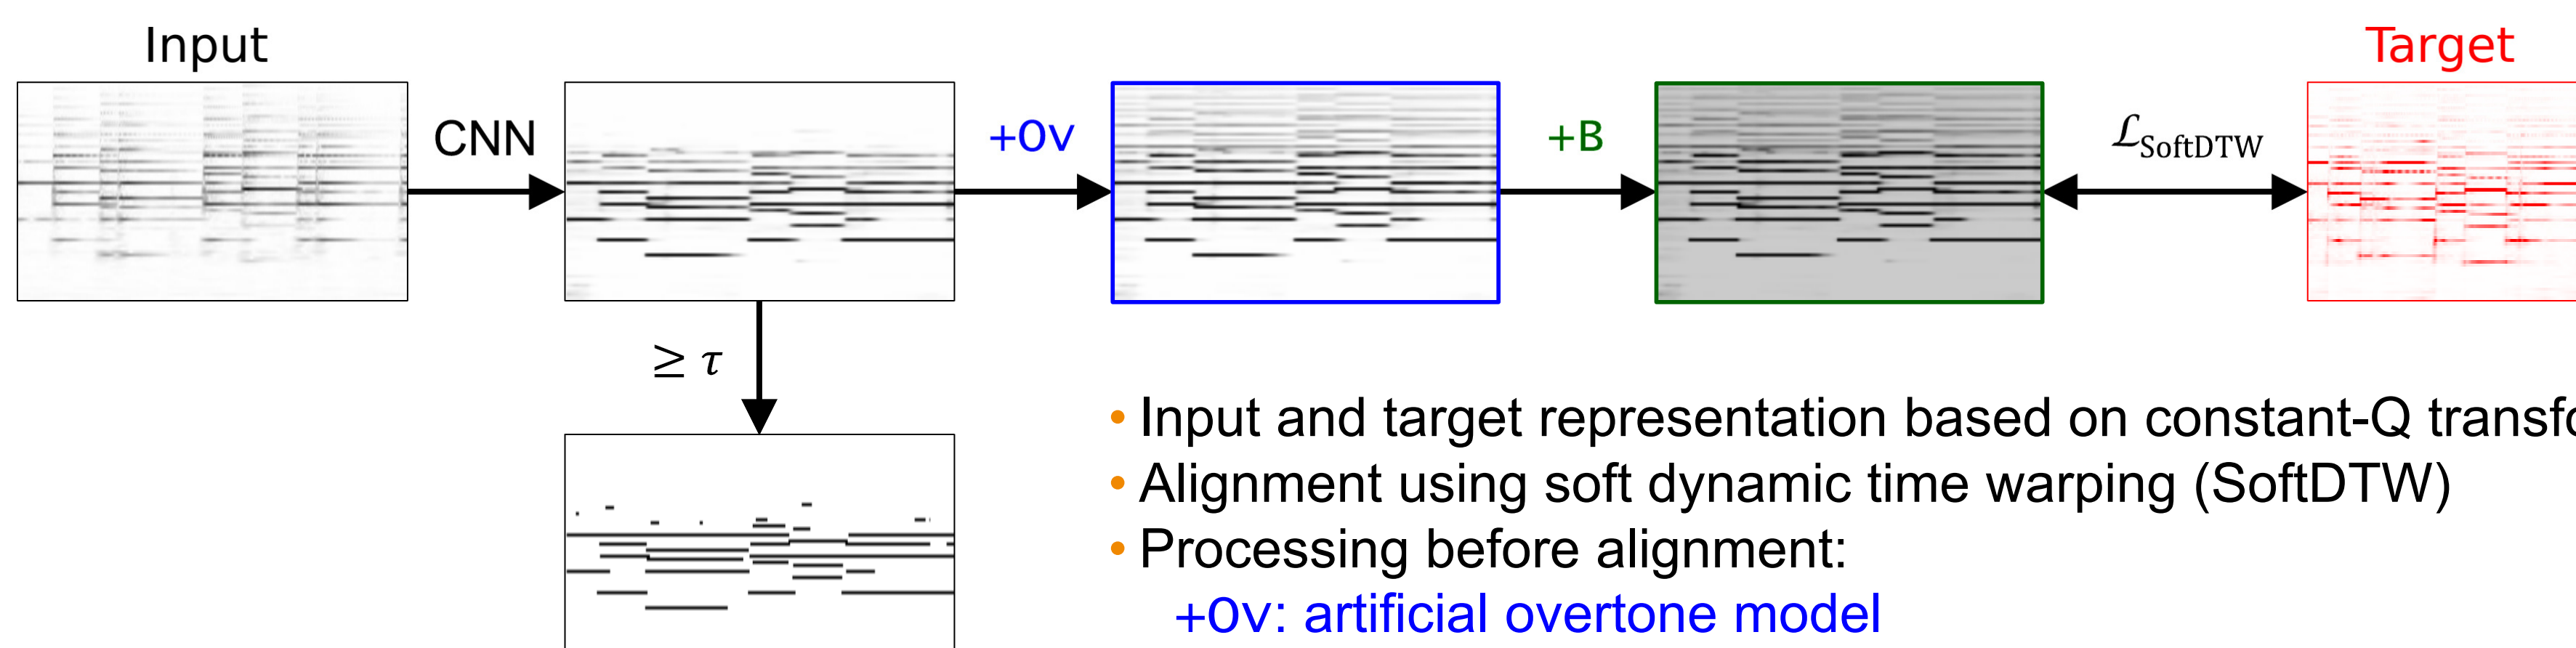 Input
Target
CNN
+Ov
+B
ℒSoftDTW
≥ τ
• Input and target representation based on constant-Q
• Alignment using soft dynamic time warping (SoftDTW)
• Processing before alignment:
+Ov: artificial overtone model